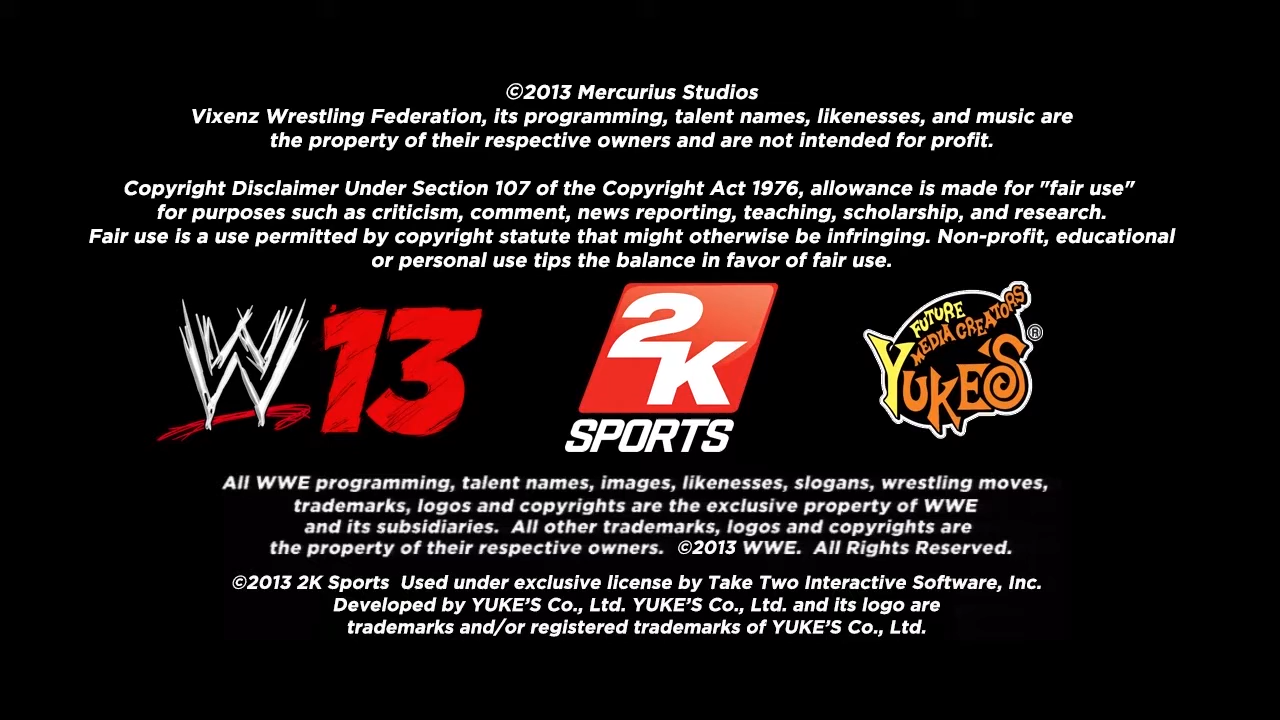 ©2013 Mercurius Studios
Vixenz Wrestling Federation, its programming, talent names, likenesses, and music are
the property of their respective owners and are not intended for profit.
Copyright Disclaimer Under Section 107 of the Copyright Act 1976, allowance is made for "fair use"
for purposes such as criticism, comment, news reporting, teaching, scholarship, and research.
Fair use is a use permitted by copyright statute that might otherwise be infringing. Non-profit, educational
or personal use tips the balance in favor of fair use.
W '13
2K
SPORTS
FUTURE
MEDIA CREATORS
YUKE'S ®
All WWE programming, talent names, images, likenesses, slogans, wrestling moves,
trademarks, logos and copyrights are the exclusive property of WWE
and its subsidiaries. All other trademarks, logos and copyrights are
the property of their respective owners. ©2013 WWE. All Rights Reserved.
©2013 2K Sports Used under exclusive license by Take Two Interactive Software, Inc.
Developed by YUKE'S Co., Ltd. YUKE'S Co., Ltd. and its logo are
trademarks and/or registered trademarks of YUKE'S Co., Ltd.